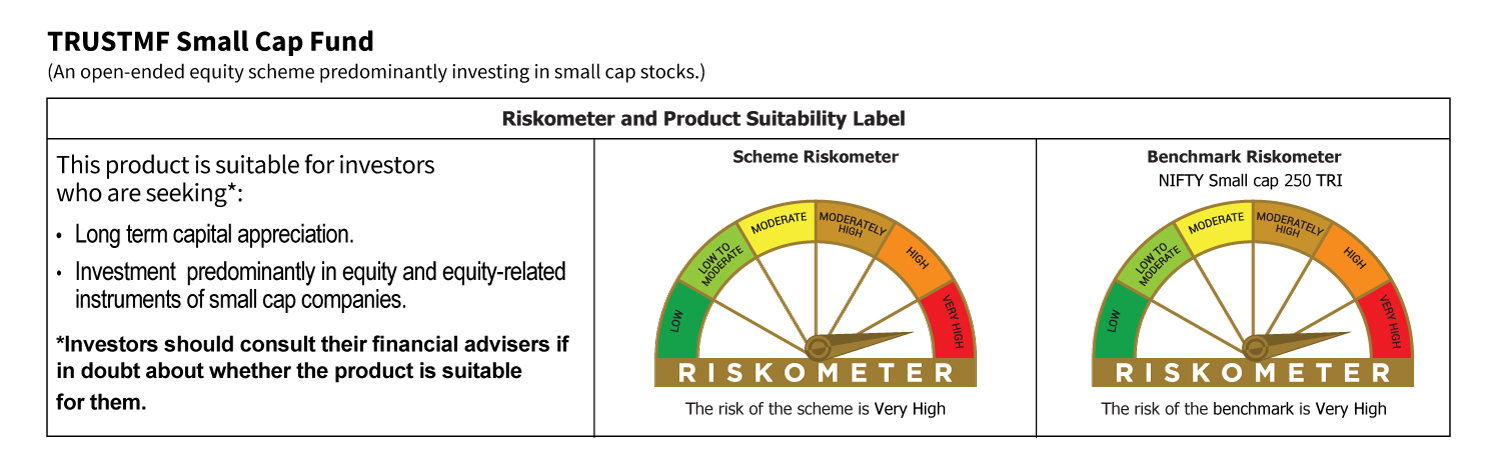 TRUSTMF Small Cap Fund
(An open-ended equity scheme predominantly investing in small cap stocks.)
Riskometer and Product Suitability Label
This product is suitable for investors
who are seeking*:
• Long term capital appreciation.
• Investment predominantly in equity and equity-related
instruments of small cap companies.
*Investors should consult their financial advisers if
in doubt about whether the product is suitable
for them.
Scheme Riskometer
LOW
LOW TO
MODERATE
MODERATE
MODERATELY
HIGH
HIGH
VERY HIGH
RISKOMETER
The risk of the scheme is Very High
Benchmark Riskometer
NIFTY Small cap 250 TRI
LOW
LOW TO
MODERATE
MODERATE
MODERATELY
HIGH
HIGH
VERY HIGH
RISKOMETER
The risk of the benchmark is Very High